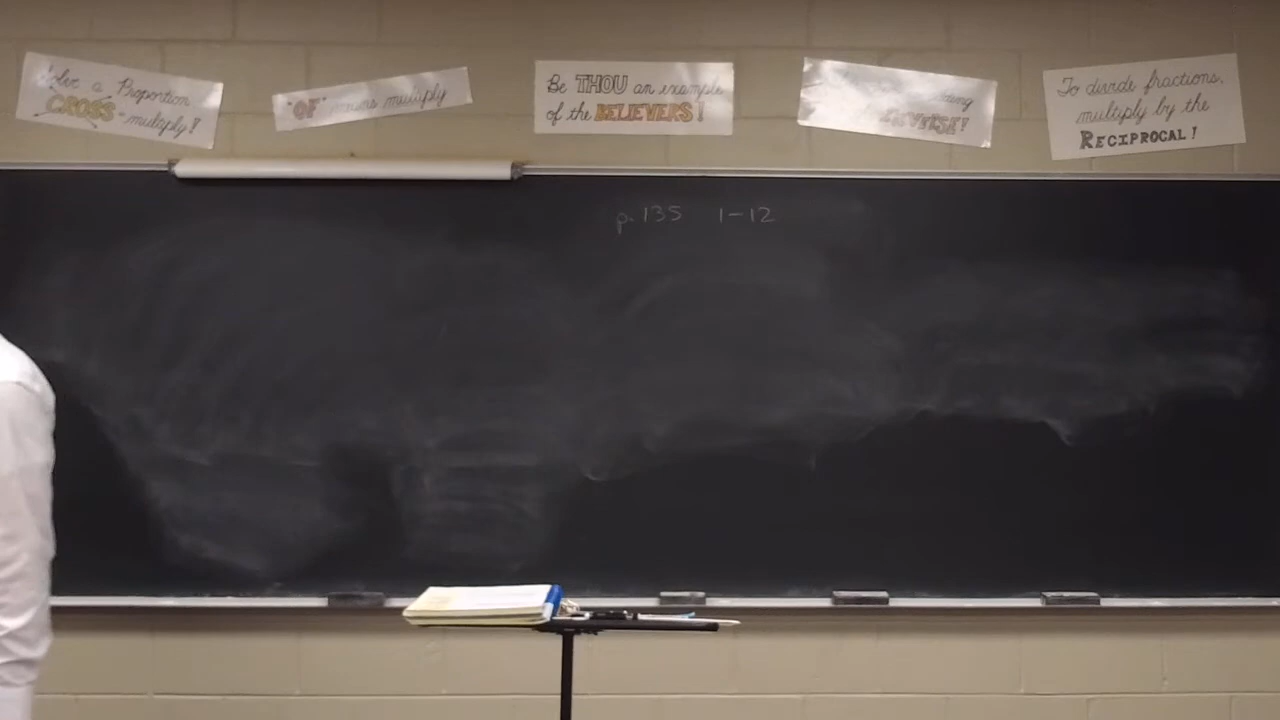 Solve a Proportion
"CROSS"-multiply!
"OF" means multiply
Be THOU an example
of the BELIEVERS!
To divide fractions,
multiply by the
RECIPROCAL!
p. 135 1-12